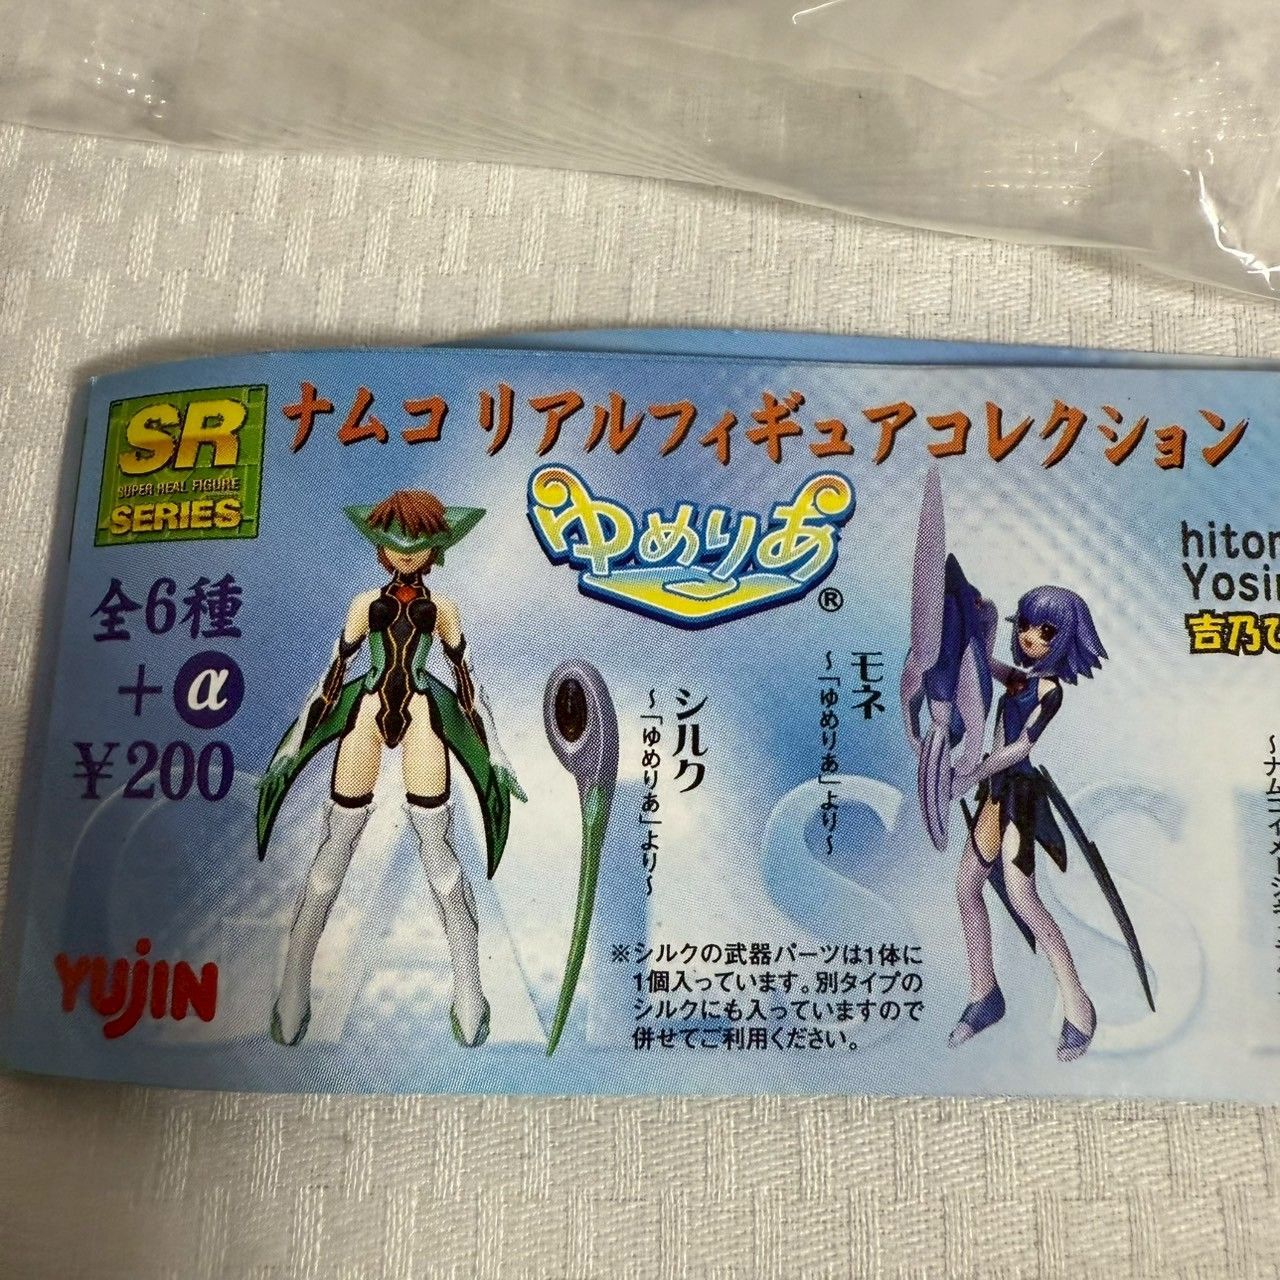 SR
SUPER REAL FIGURE
SERIES
ナムコ リアルフィギュアコレクション
ゆめりあ
®
全6種
+α
¥200
シルク
～「ゆめりあ」より～
モネ
～「ゆめりあ」より～
※シルクの武器パーツは1体に
1個入っています。別タイプの
シルクにも入っていますので
併せてご利用ください。
YUJIN
吉乃ひ